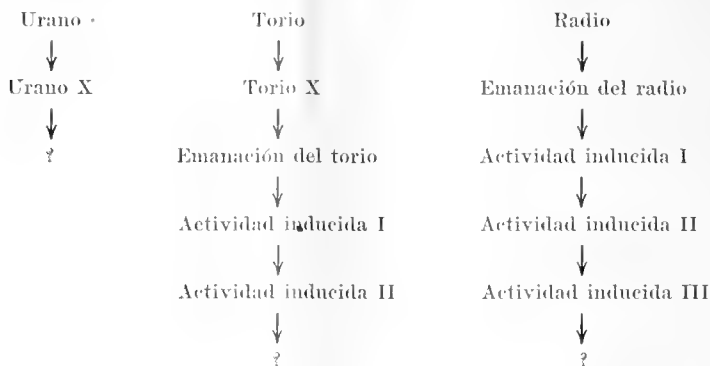 Urano Torio Radio
Urano X Torio X Emanación del radio
? Emanación del torio Actividad inducida I
Actividad inducida I Actividad inducida II
Actividad inducida II Actividad inducida III
? ?